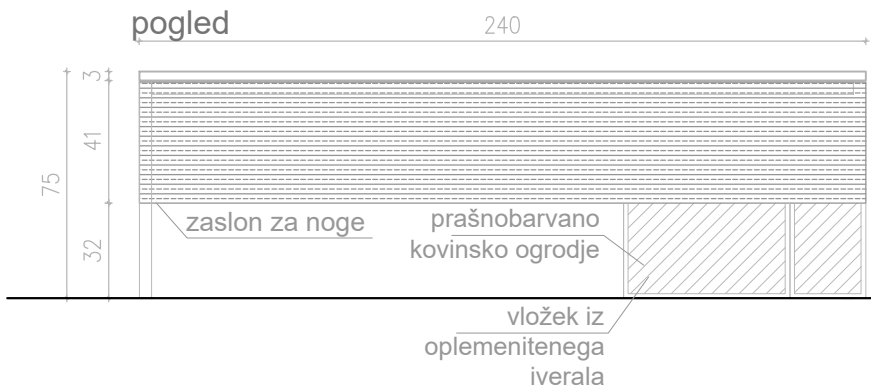 pogled
240
3
41
75
32
zaslon za noge
prašnobarvano
kovinsko ogrodje
vložek iz
oplemenitenega
iverala